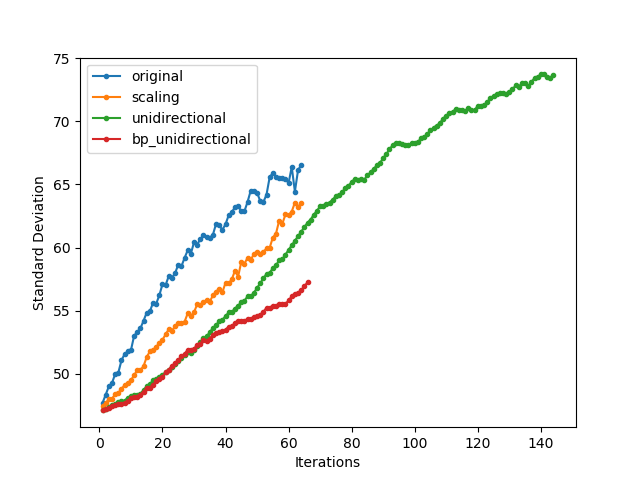 75
70
65
60
55
50
Standard Deviation
original
scaling
unidirectional
bp_unidirectional
0 20 40 60 80 100 120 140
Iterations